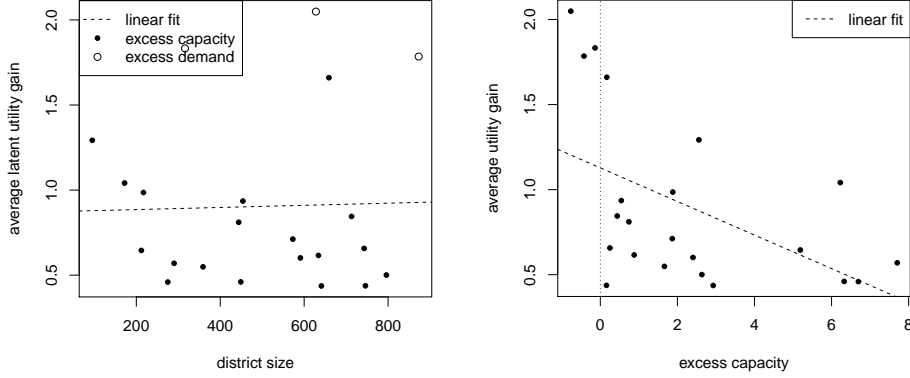 linear fit
excess capacity
excess demand
average latent utility gain
2.0
1.5
1.0
0.5
200 400 600 800
district size
linear fit
average utility gain
2.0
1.5
1.0
0.5
0 2 4 6 8
excess capacity